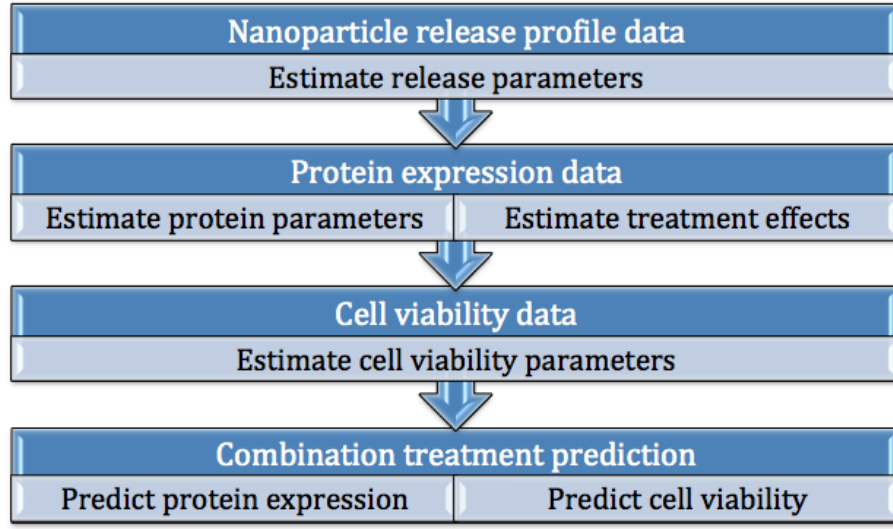 Nanoparticle release profile data
Estimate release parameters
Protein expression data
Estimate protein parameters
Estimate treatment effects
Cell viability data
Estimate cell viability parameters
Combination treatment prediction
Predict protein expression
Predict cell viability